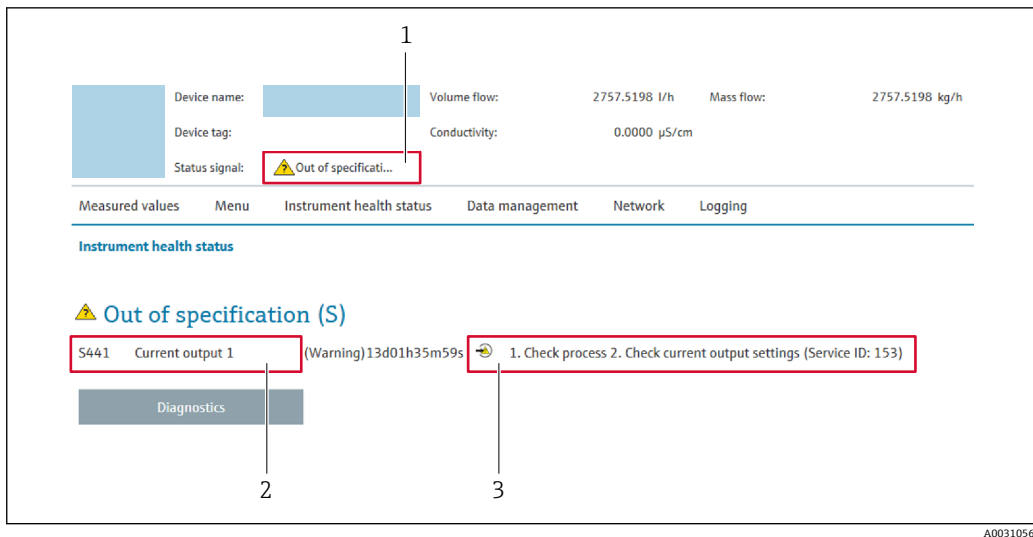 1
Device name: Volume flow: 2757.5198 l/h Mass flow: 2757.5198 kg/h
Device tag: Conductivity: 0.0000 µS/cm
Status signal: Out of specificati...
Measured values Menu Instrument health status Data management Network Logging
Instrument health status
Out of specification (S)
S441 Current output 1 (Warning)13d01h35m59s 1. Check process 2. Check current output settings (Service ID: 153)
Diagnostics
2 3
A0031056